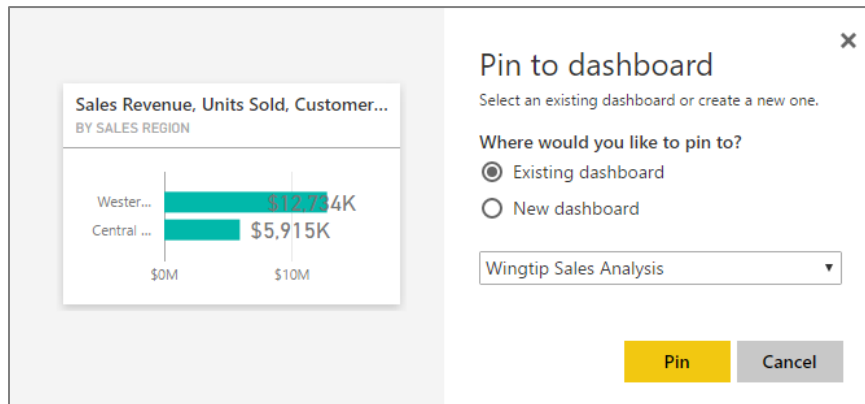 Sales Revenue, Units Sold, Customer...
BY SALES REGION
Wester... $12,734K
Central ... $5,915K
$0M $10M
Pin to dashboard
Select an existing dashboard or create a new one.
Where would you like to pin to?
Existing dashboard
New dashboard
Wingtip Sales Analysis
Pin Cancel